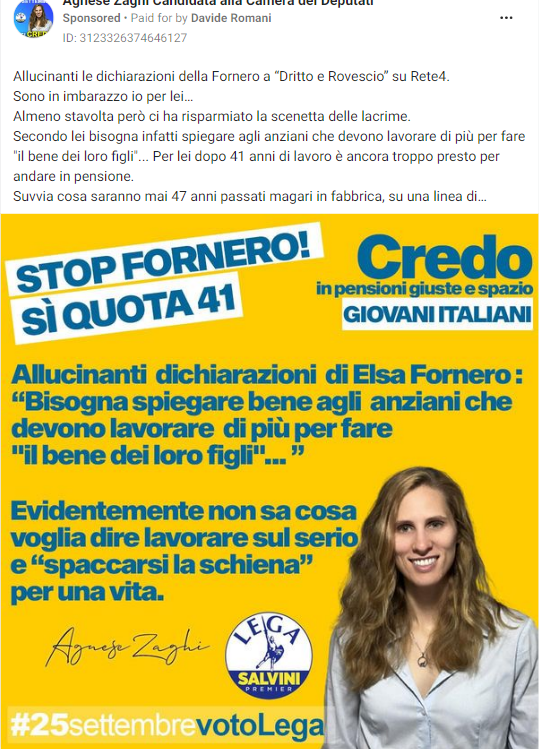 Agnese Zaghi Candidata alla Camera dei Deputati
Sponsored • Paid for by Davide Romani
ID: 3123326374646127
Allucinanti le dichiarazioni della Fornero a “Dritto e Rovescio” su Rete4.
Sono in imbarazzo io per lei…
Almeno stavolta però ci ha risparmiato la scenetta delle lacrime.
Secondo lei bisogna infatti spiegare agli anziani che devono lavorare di più per fare
"il bene dei loro figli"... Per lei dopo 41 anni di lavoro è ancora troppo presto per
andare in pensione.
Suvvia cosa saranno mai 47 anni passati magari in fabbrica, su una linea di…
STOP FORNERO!
SÌ QUOTA 41
Credo
in pensioni giuste e spazio
GIOVANI ITALIANI
Allucinanti dichiarazioni di Elsa Fornero :
“Bisogna spiegare bene agli anziani che
devono lavorare di più per fare
"il bene dei loro figli"... ”
Evidentemente non sa cosa
voglia dire lavorare sul serio
e “spaccarsi la schiena”
per una vita.
Agnese Zaghi
LEGA
SALVINI
PREMIER
#25settembrevotoLega